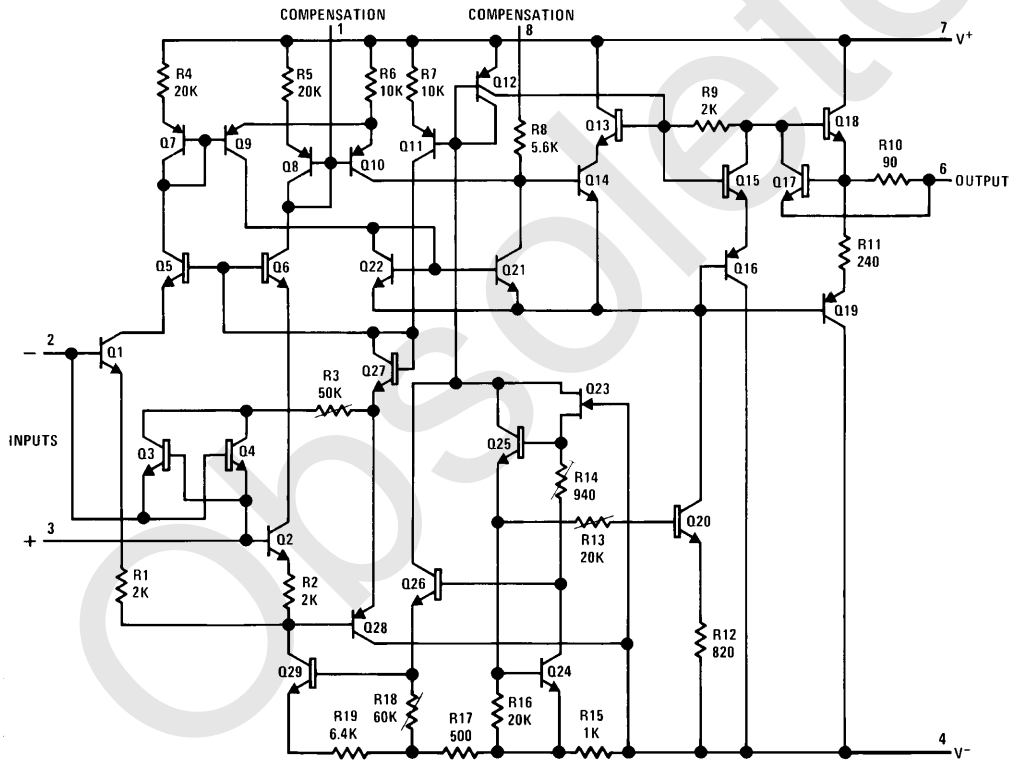 COMPENSATION
1
COMPENSATION
8
7
V+
R4
20K
R5
20K
R6
10K
R7
10K
Q12
R8
5.6K
Q13
R9
2K
Q18
Q7
Q9
Q8
Q10
Q11
Q14
Q15
Q17
R10
90
6
OUTPUT
Q5
Q6
Q22
Q21
Q16
R11
240
Q19
2
−
Q1
Q27
R3
50K
Q23
INPUTS
Q3
Q4
Q25
R14
940
3
+
Q2
R13
20K
Q20
R1
2K
R2
2K
Q26
Q28
R12
820
Q29
Q24
R18
60K
R16
20K
R19
6.4K
R17
500
R15
1K
4
V−
Obsolete